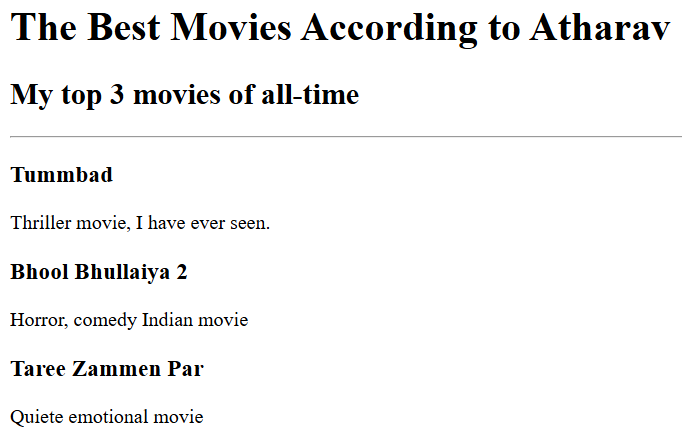 The Best Movies According to Atharav
My top 3 movies of all-time
Tummbad
Thriller movie, I have ever seen.
Bhool Bhullaiya 2
Horror, comedy Indian movie
Taree Zammen Par
Quiete emotional movie